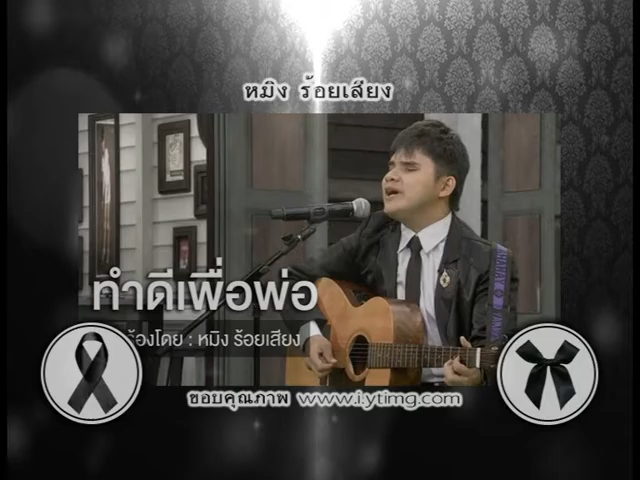 หมิง ร้อยเสียง
ทำดีเพื่อพ่อ
้องโดย : หมิง ร้อยเสียง
ขอบคุณภาพ www.i.ytimg.com